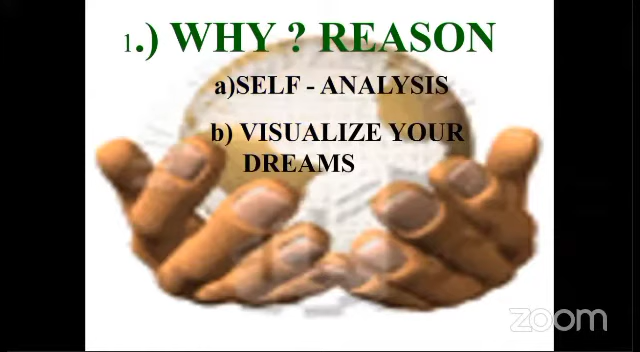 1.) WHY ? REASON
a)SELF - ANALYSIS
b) VISUALIZE YOUR
DREAMS
zoom